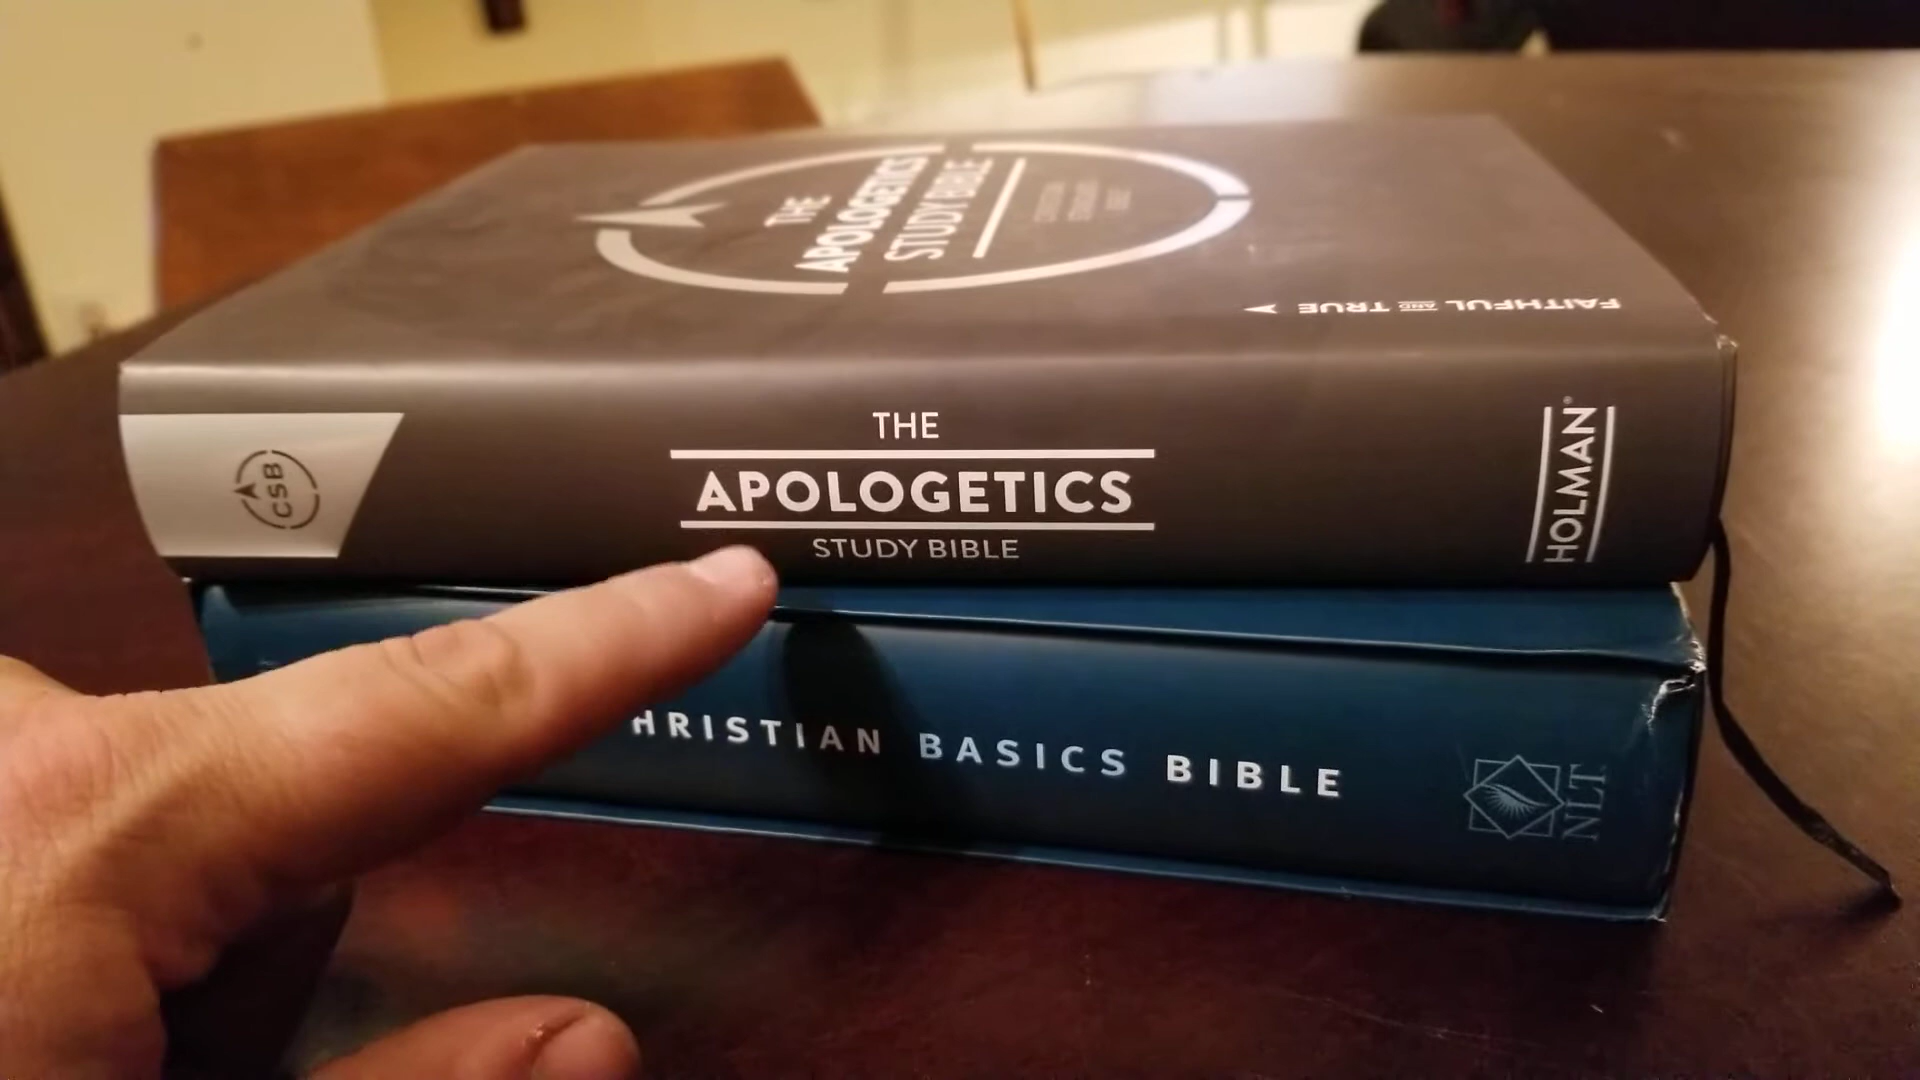 THE
APOLOGETICS
STUDY BIBLE
FAITHFUL AND TRUE
CSB
THE
APOLOGETICS
STUDY BIBLE
HOLMAN®
HRISTIAN BASICS BIBLE
NLT